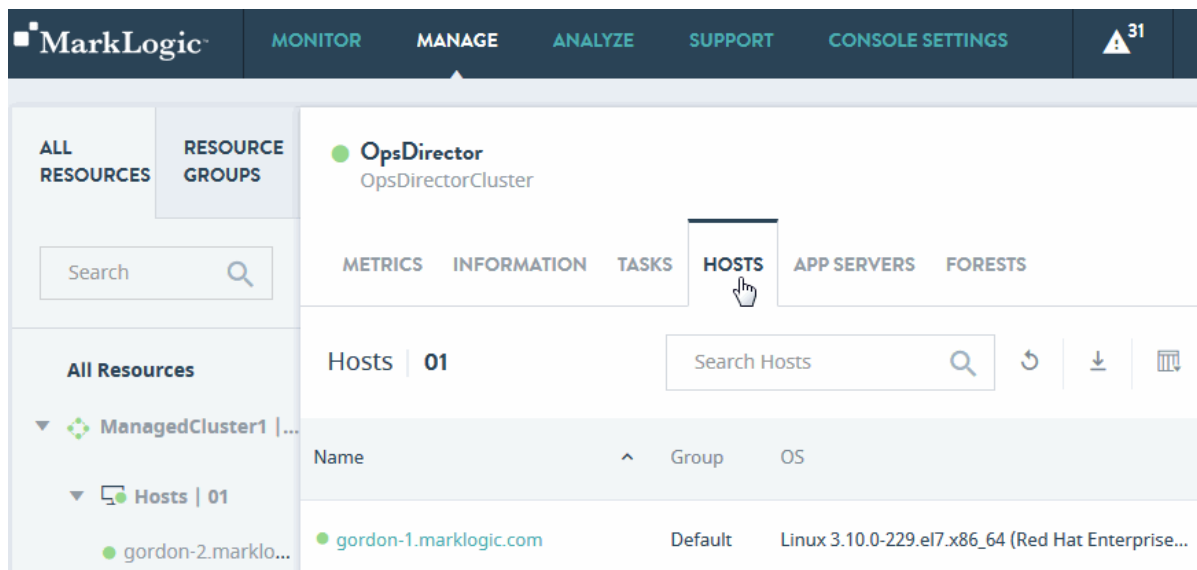 MarkLogic™ MONITOR MANAGE ANALYZE SUPPORT CONSOLE SETTINGS 31
ALL RESOURCES
RESOURCE GROUPS
Search
All Resources
ManagedCluster1 |...
Hosts | 01
gordon-2.marklo...
OpsDirector
OpsDirectorCluster
METRICS INFORMATION TASKS HOSTS APP SERVERS FORESTS
Hosts | 01 Search Hosts
Name Group OS
gordon-1.marklogic.com Default Linux 3.10.0-229.el7.x86_64 (Red Hat Enterprise...